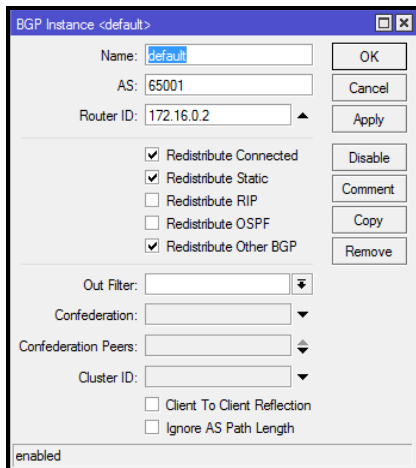 BGP Instance <default>
Name: default
OK
AS: 65001
Cancel
Router ID: 172.16.0.2
Apply
Redistribute Connected
Disable
Redistribute Static
Comment
Redistribute RIP
Redistribute OSPF
Copy
Redistribute Other BGP
Remove
Out Filter:
Confederation:
Confederation Peers:
Cluster ID:
Client To Client Reflection
Ignore AS Path Length
enabled